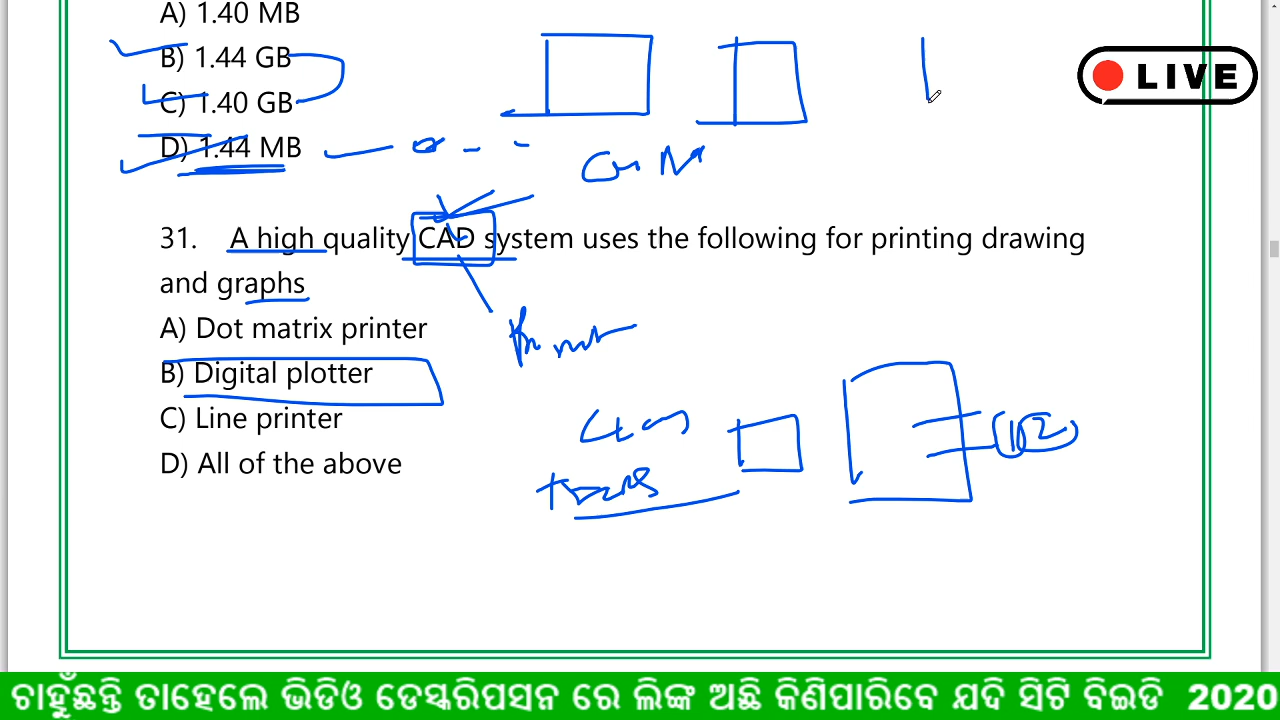 A) 1.40 MB
B) 1.44 GB
C) 1.40 GB
D) 1.44 MB
LIVE
31. A high quality CAD system uses the following for printing drawing
and graphs
A) Dot matrix printer
B) Digital plotter
C) Line printer
D) All of the above
ଚାହୁଁଛନ୍ତି ତାହେଲେ ଭିଡିଓ ଡେସ୍କରିପସନ ରେ ଲିଙ୍କ ଅଛି କିଣିପାରିବେ ଯଦି ସିଟି ବିଇଡି 2020